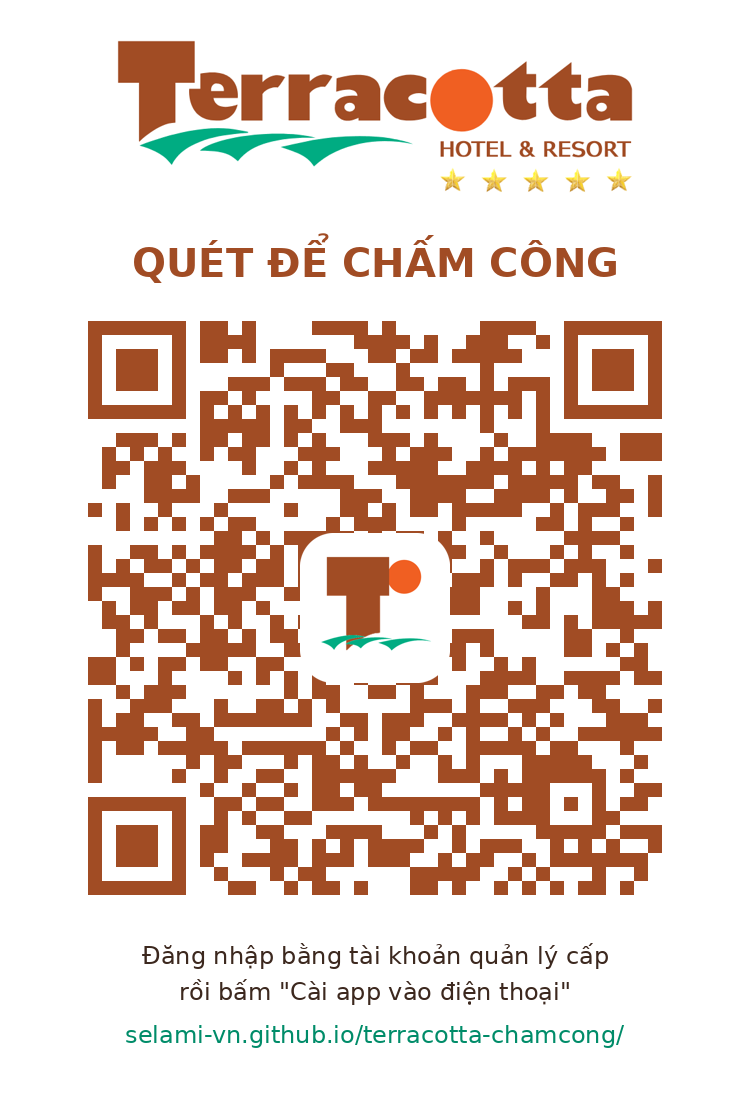 Terracotta
HOTEL & RESORT
QUÉT ĐỂ CHẤM CÔNG
T
Đăng nhập bằng tài khoản quản lý cấp
rồi bấm "Cài app vào điện thoại"
selami-vn.github.io/terracotta-chamcong/